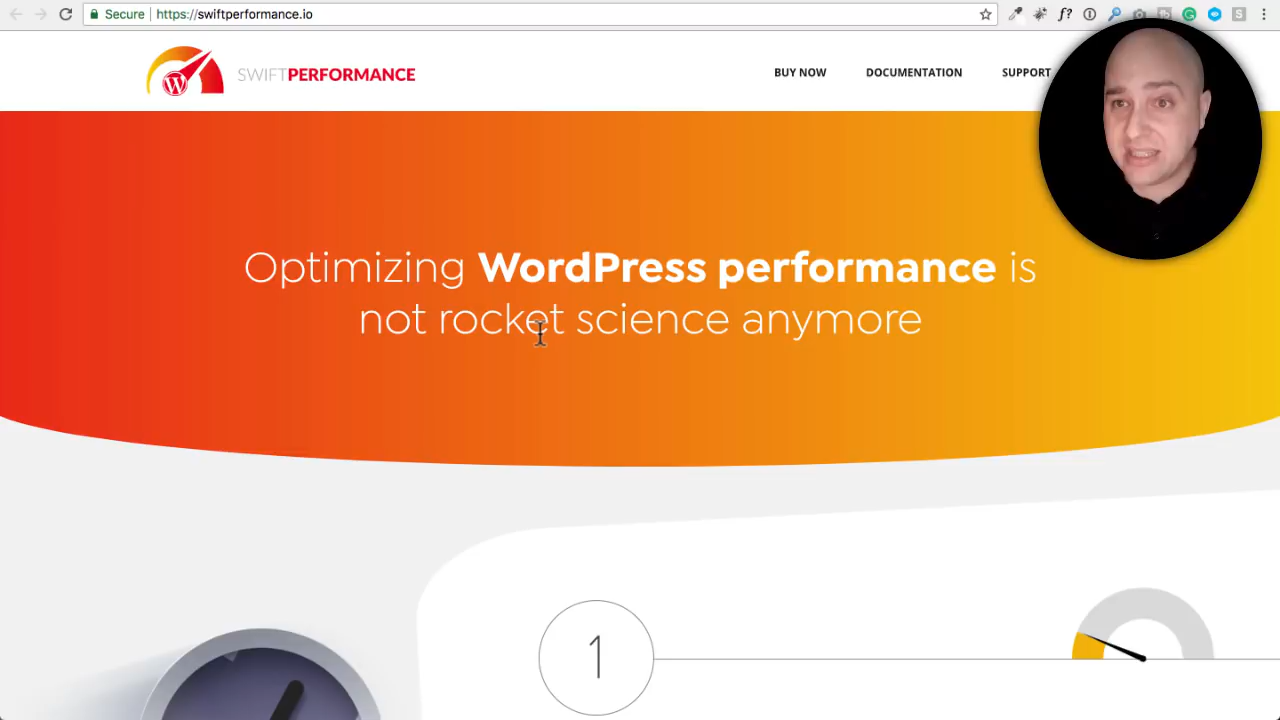 Secure https://swiftperformance.io
SWIFTPERFORMANCE
BUY NOW DOCUMENTATION SUPPORT
Optimizing WordPress performance is
not rocket science anymore
1